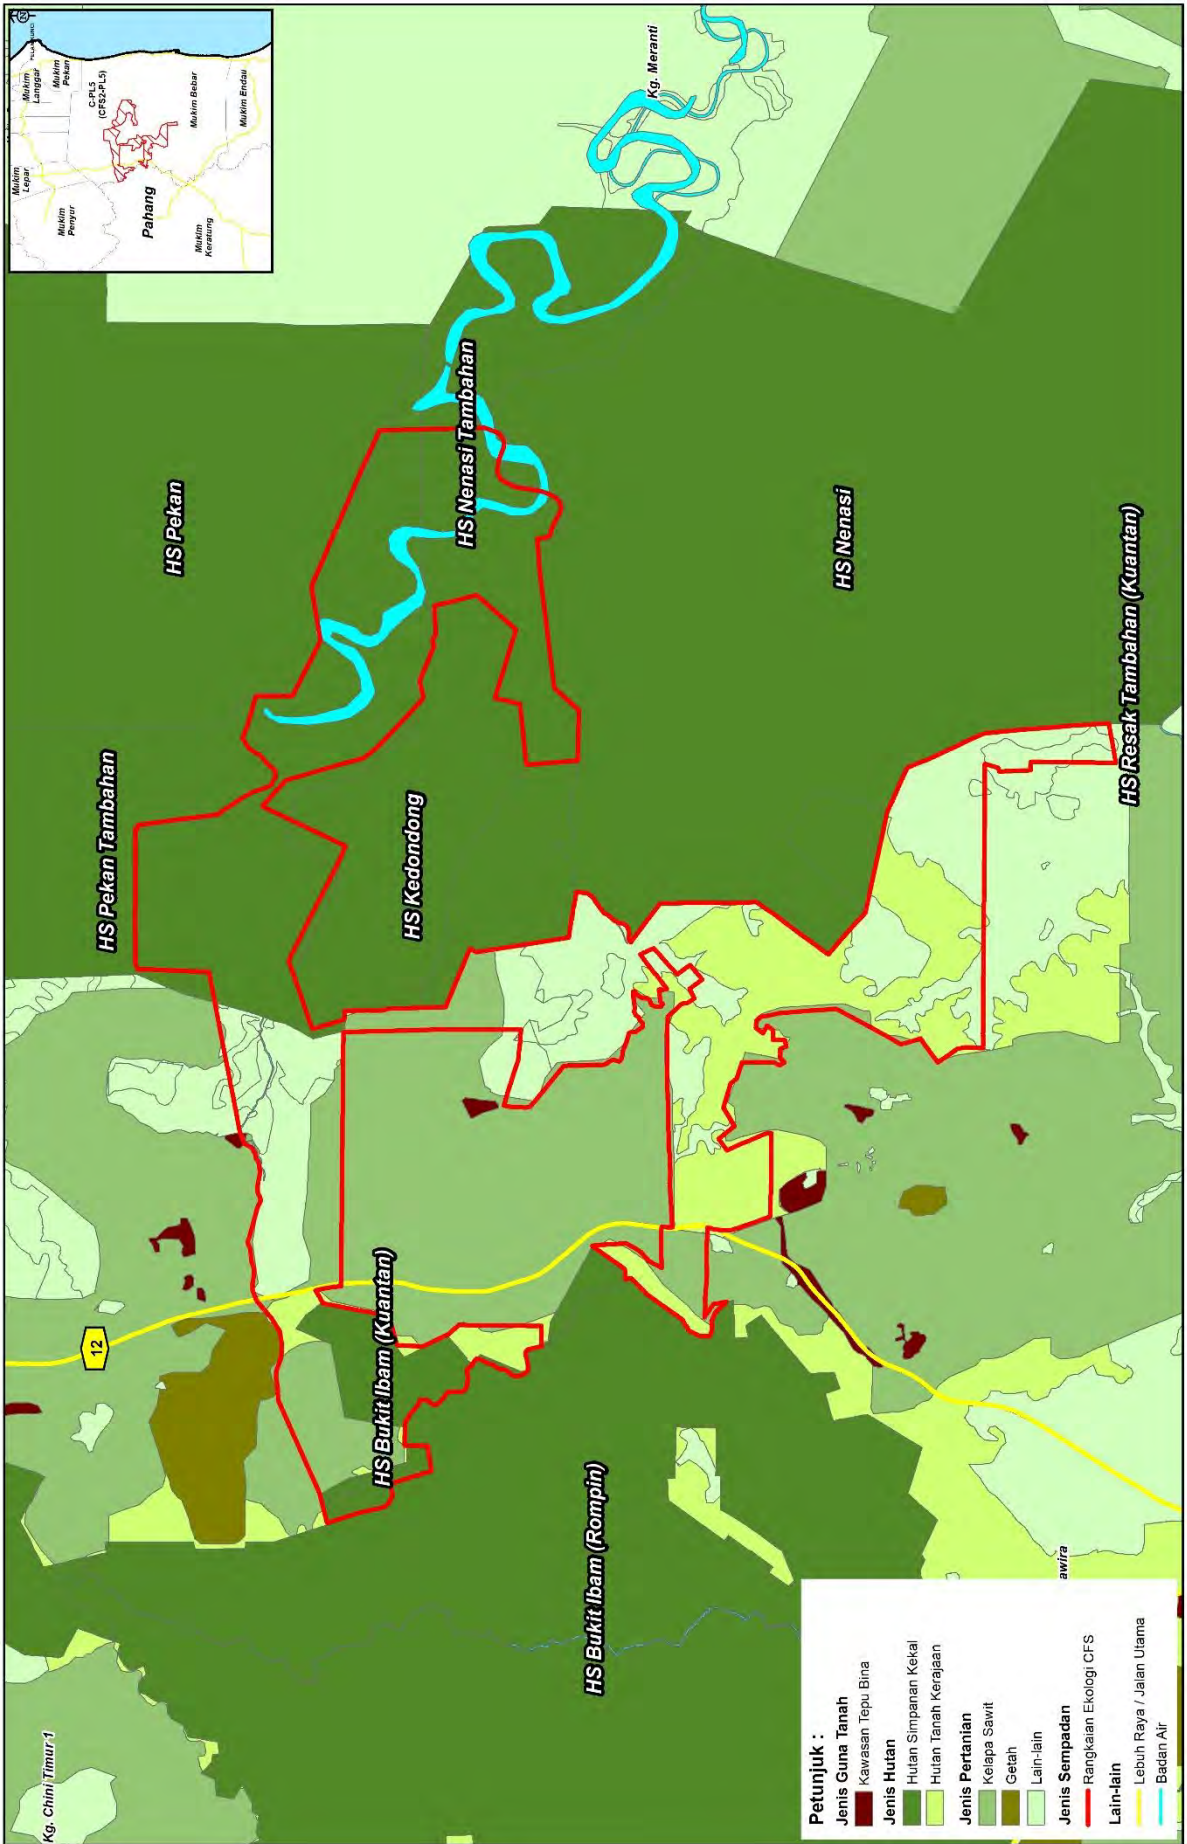 Mukim
Lepar
Mukim
Langgar
Mukim
Pekan
Mukim
Penyor
C-PL5
(CFS2-PL5)
Pahang
Mukim Bebar
Mukim
Keratung
Mukim Endau
Kg. Chini Timur 1
12
HS Pekan Tambahan
HS Pekan
HS Bukit Ibam (Kuantan)
HS Kedondong
HS Nenasi Tambahan
HS Bukit Ibam (Rompin)
Kg. Meranti
HS Nenasi
HS Resak Tambahan (Kuantan)
awira
Petunjuk :
Jenis Guna Tanah
Kawasan Tepu Bina
Jenis Hutan
Hutan Simpanan Kekal
Hutan Tanah Kerajaan
Jenis Pertanian
Kelapa Sawit
Getah
Lain-lain
Jenis Sempadan
Rangkaian Ekologi CFS
Lain-lain
Lebuh Raya / Jalan Utama
Badan Air